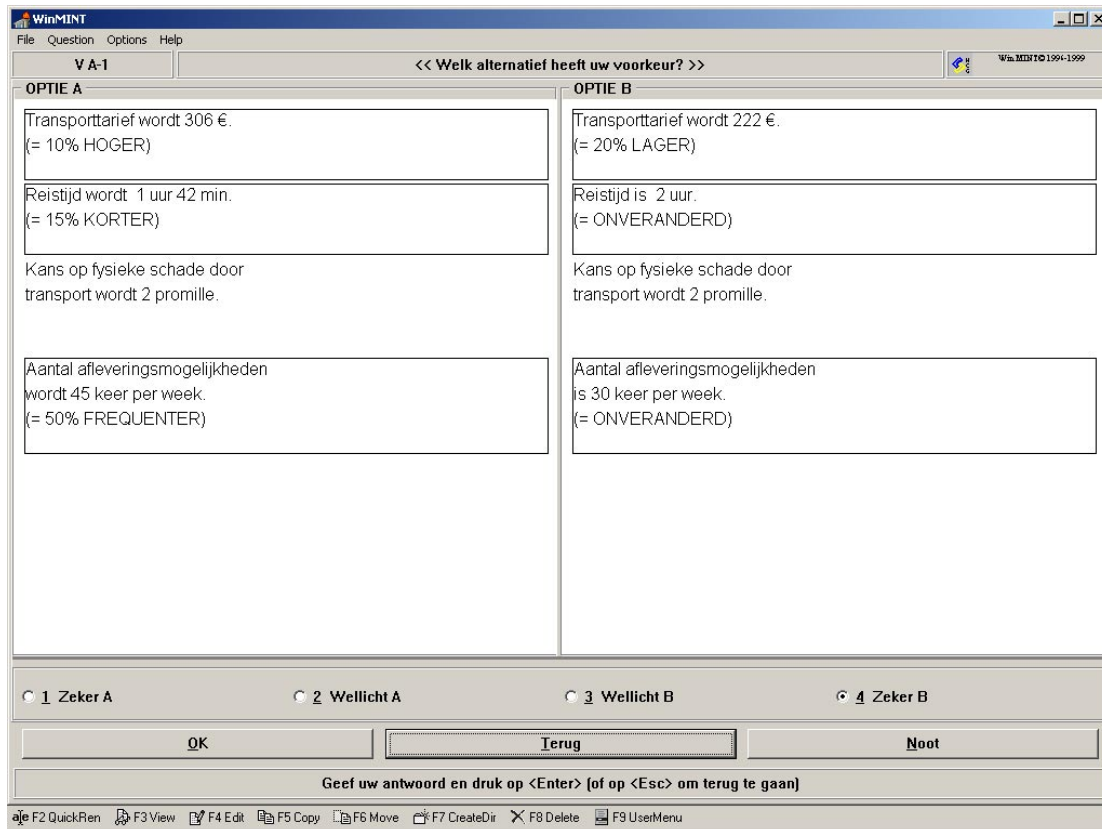 WinMINT
File Question Options Help
V A-1
<< Welk alternatief heeft uw voorkeur? >>
Win MINT© 1994-1999
OPTIE A
Transporttarief wordt 306 €.
(= 10% HOGER)
Reistijd wordt 1 uur 42 min.
(= 15% KORTER)
Kans op fysieke schade door
transport wordt 2 promille.
Aantal afleveringsmogelijkheden
wordt 45 keer per week.
(= 50% FREQUENTER)
OPTIE B
Transporttarief wordt 222 €.
(= 20% LAGER)
Reistijd is 2 uur.
(= ONVERANDERD)
Kans op fysieke schade door
transport wordt 2 promille.
Aantal afleveringsmogelijkheden
is 30 keer per week.
(= ONVERANDERD)
1 Zeker A 2 Wellicht A 3 Wellicht B 4 Zeker B
OK Terug Noot
Geef uw antwoord en druk op <Enter> (of op <Esc> om terug te gaan)
F2 QuickRen F3 View F4 Edit F5 Copy F6 Move F7 CreateDir F8 Delete F9 UserMenu